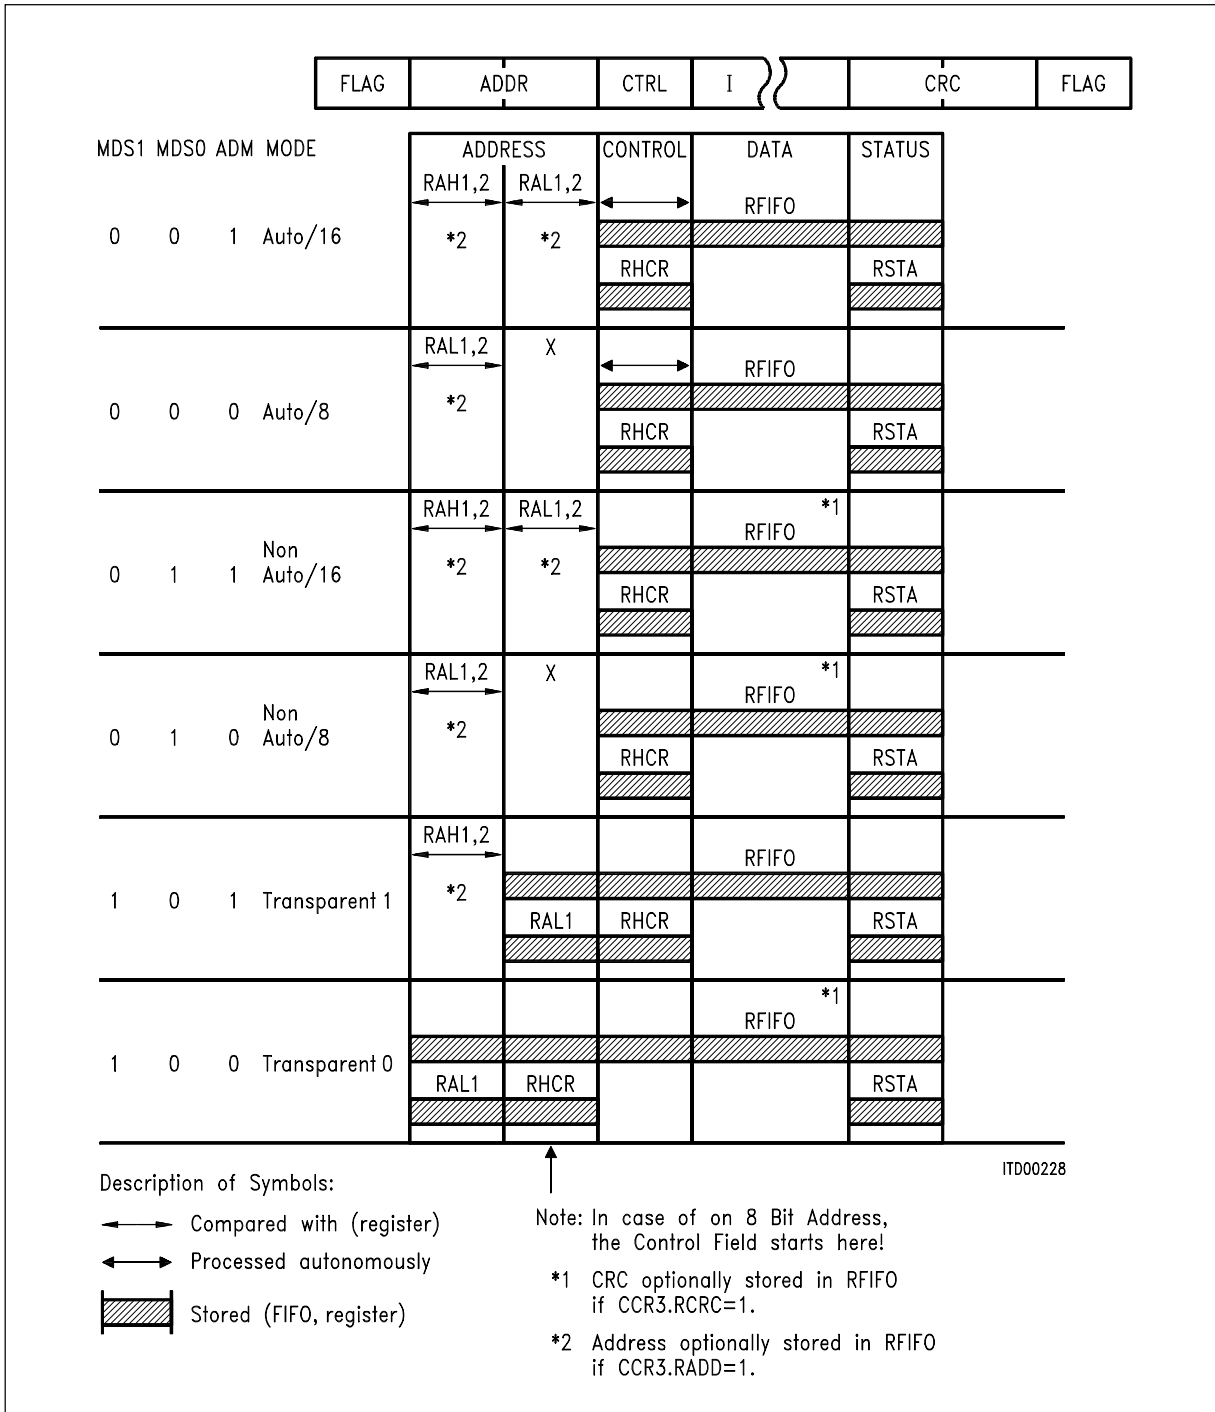 FLAG ADDR CTRL I CRC FLAG
MDS1 MDS0 ADM MODE ADDRESS CONTROL DATA STATUS
RAH1,2 RAL1,2
RFIFO
0 0 1 Auto/16 *2 *2
RHCR RSTA
RAL1,2 X
RFIFO
0 0 0 Auto/8 *2
RHCR RSTA
RAH1,2 RAL1,2 *1
RFIFO
Non
0 1 1 Auto/16 *2 *2
RHCR RSTA
RAL1,2 X *1
RFIFO
Non
0 1 0 Auto/8 *2
RHCR RSTA
RAH1,2
RFIFO
1 0 1 Transparent 1 *2
RAL1 RHCR RSTA
*1
RFIFO
1 0 0 Transparent 0
RAL1 RHCR RSTA
ITD00228
Description of Symbols:
Compared with (register)
Processed autonomously
Stored (FIFO, register)
Note: In case of on 8 Bit Address,
the Control Field starts here!
*1 CRC optionally stored in RFIFO
if CCR3.RCRC=1.
*2 Address optionally stored in RFIFO
if CCR3.RADD=1.